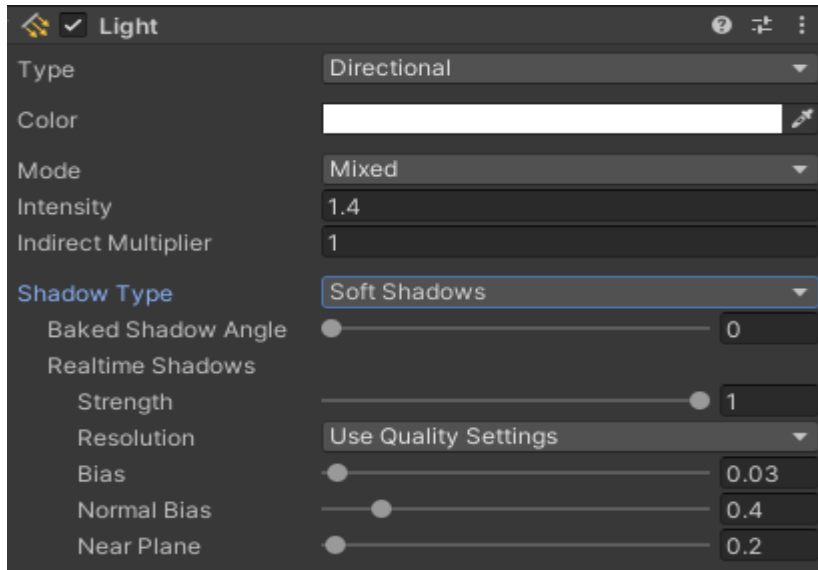 Light
Type Directional
Color
Mode Mixed
Intensity 1.4
Indirect Multiplier 1
Shadow Type Soft Shadows
Baked Shadow Angle 0
Realtime Shadows
Strength 1
Resolution Use Quality Settings
Bias 0.03
Normal Bias 0.4
Near Plane 0.2